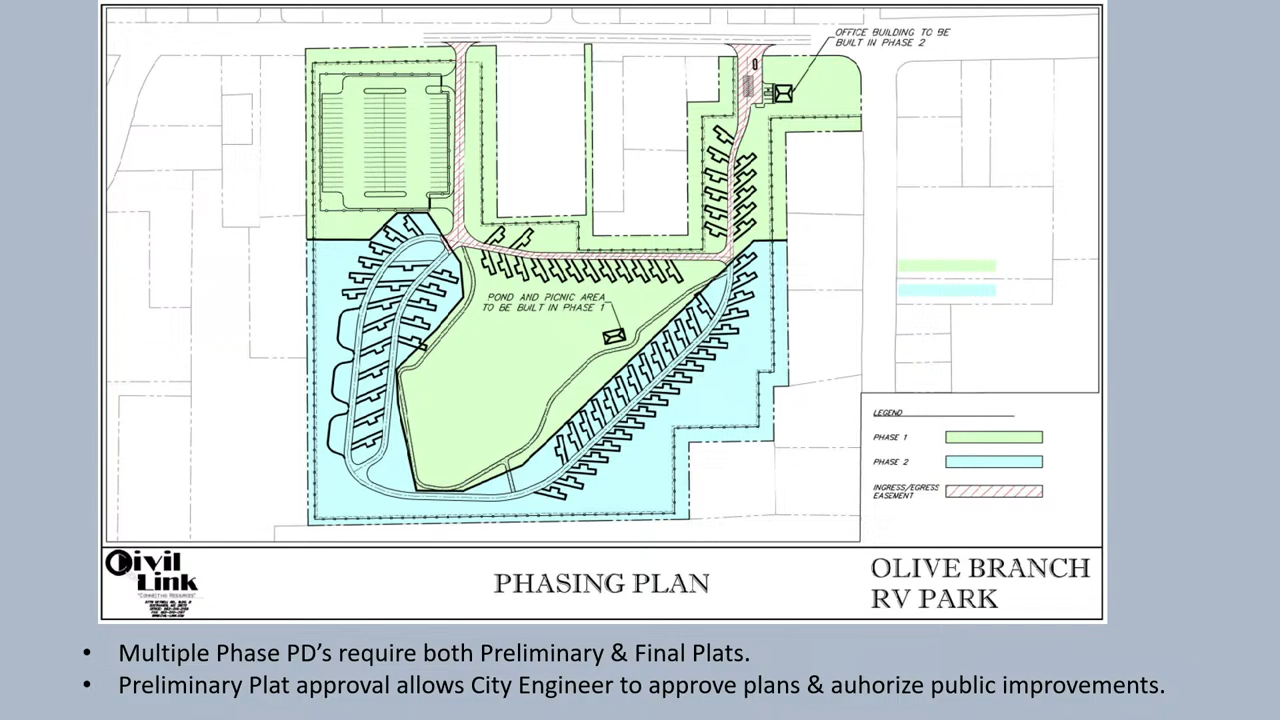 OFFICE BUILDING TO BE
BUILT IN PHASE 2
POND AND PICNIC AREA
TO BE BUILT IN PHASE 1
LEGEND
PHASE 1
PHASE 2
INGRESS/EGRESS
EASEMENT
Civil
Link
"CONNECTING RESOURCES"
PHASING PLAN
OLIVE BRANCH
RV PARK
• Multiple Phase PD's require both Preliminary & Final Plats.
• Preliminary Plat approval allows City Engineer to approve plans & auhorize public improvements.